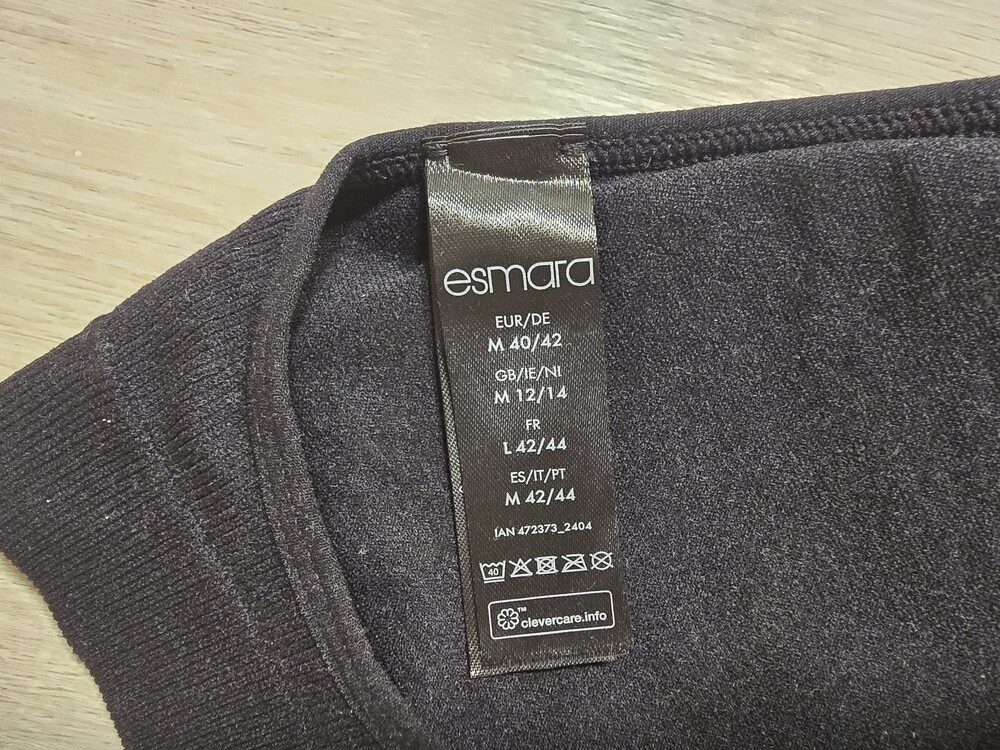 esmara
EUR/DE
M 40/42
GB/IE/NI
M 12/14
FR
L 42/44
ES/IT/PT
M 42/44
IAN 472373_2404
40
™ clevercare.info